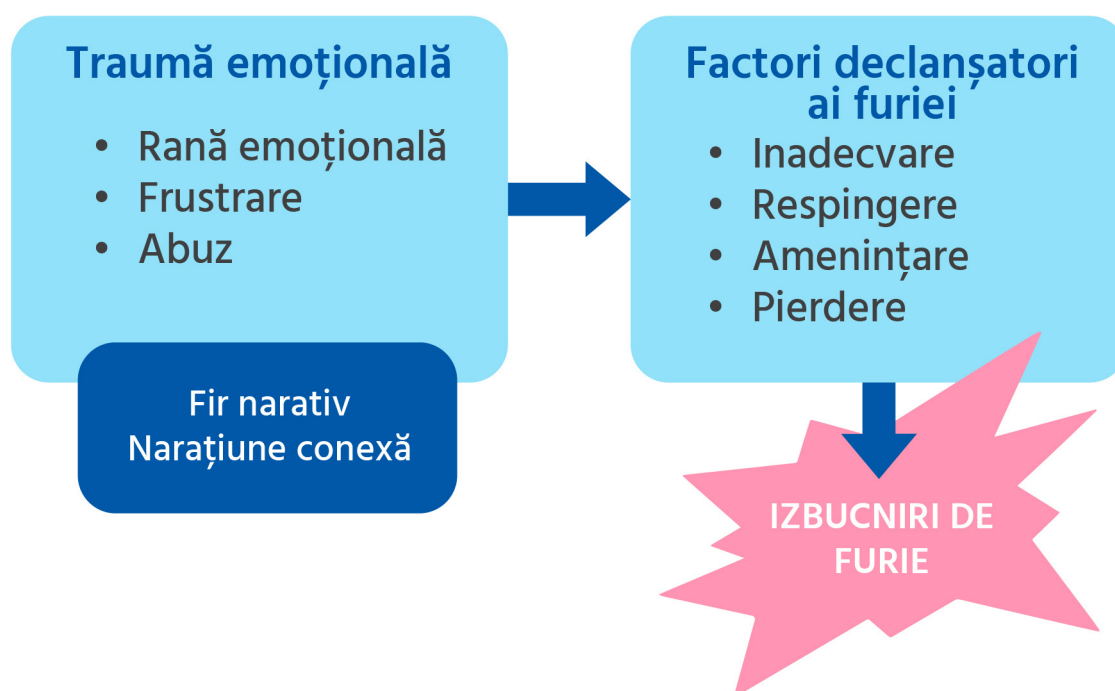 Traumă emoțională
• Rană emoțională
• Frustrare
• Abuz
Fir narativ
Narațiune conexă
Factori declanșatori
ai furiei
• Inadecvare
• Respingere
• Amenințare
• Pierdere
IZBUCNIRI DE
FURIE